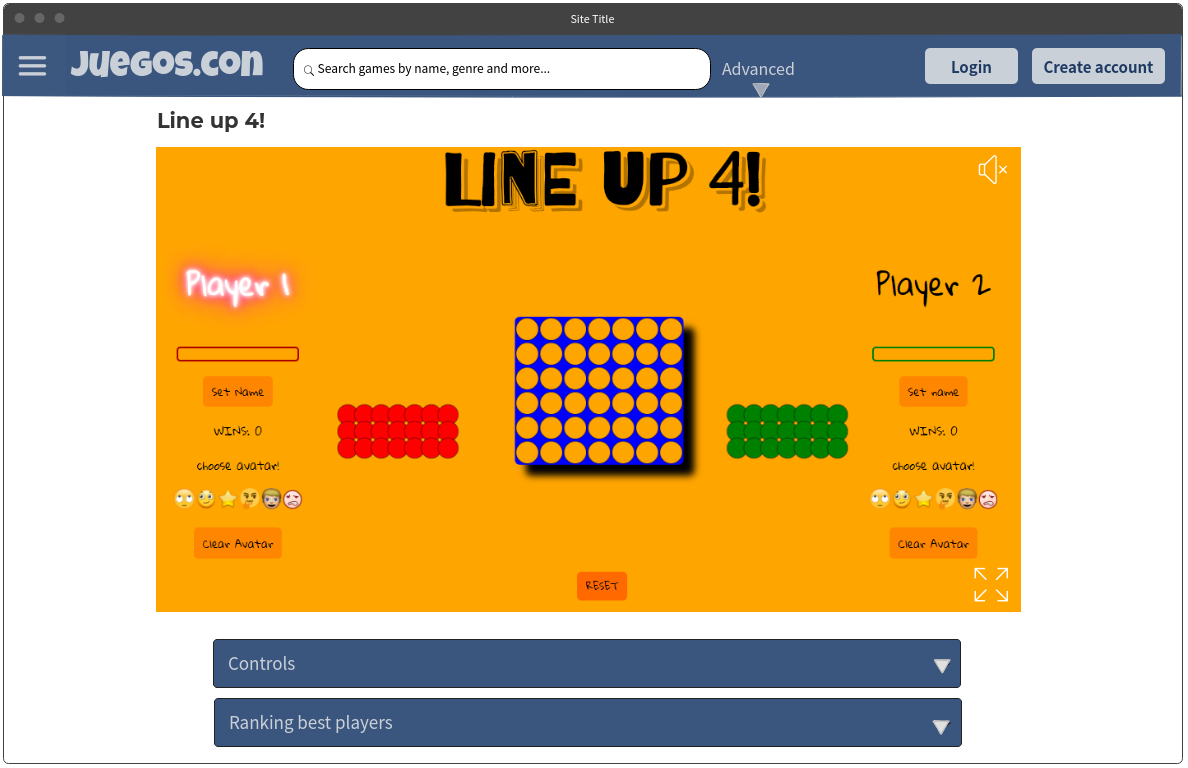 Site Title
Juegos.con
Search games by name, genre and more...
Advanced
Login
Create account
Line up 4!
LINE UP 4!
Player 1
Player 2
Set Name
Set name
WINS: 0
WINS: 0
choose avatar!
choose avatar!
Clear Avatar
Clear Avatar
RESET
Controls
Ranking best players